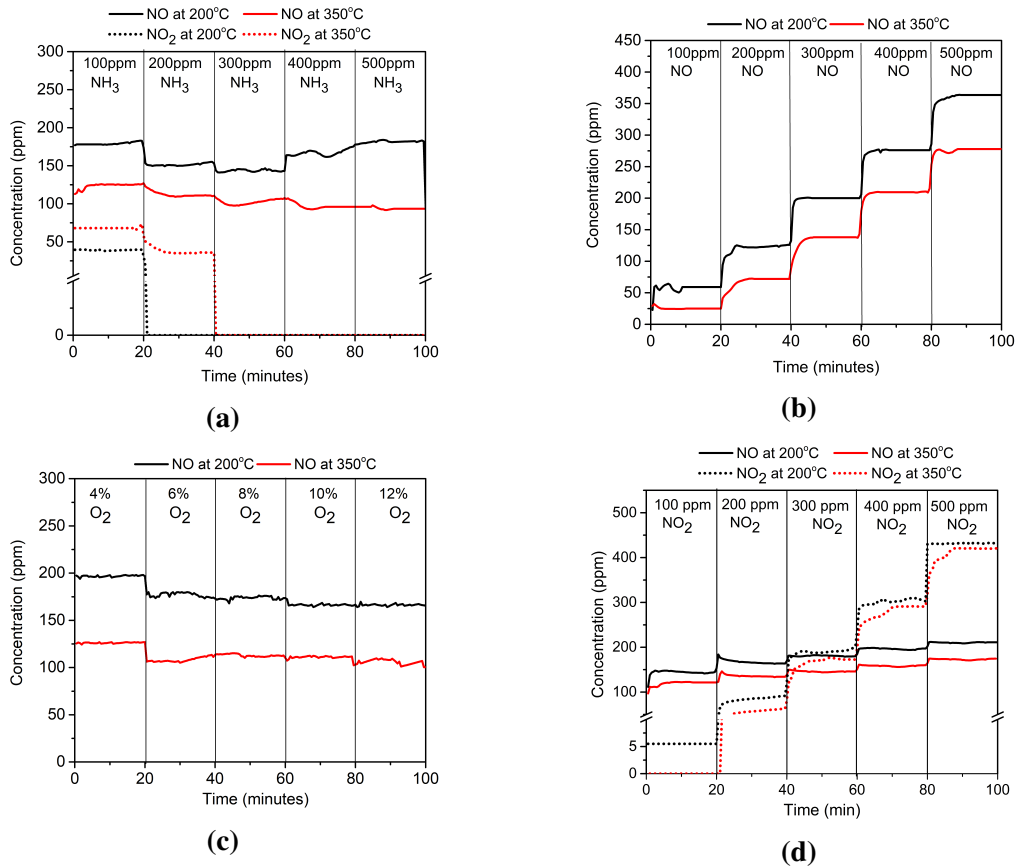 NO at 200°C NO at 350°C
NO₂ at 200°C NO₂ at 350°C
300
250
200
150
100
50
0
Concentration (ppm)
100ppm 200ppm 300ppm 400ppm 500ppm
NH₃ NH₃ NH₃ NH₃ NH₃
0 20 40 60 80 100
Time (minutes)
(a)
NO at 200°C NO at 350°C
450
400
350
300
250
200
150
100
50
0
Concentration (ppm)
100ppm 200ppm 300ppm 400ppm 500ppm
NO NO NO NO NO
0 20 40 60 80 100
Time (minutes)
(b)
NO at 200°C NO at 350°C
300
250
200
150
100
50
0
Concentration (ppm)
4% 6% 8% 10% 12%
O₂ O₂ O₂ O₂ O₂
0 20 40 60 80 100
Time (minutes)
(c)
NO at 200°C NO at 350°C
NO₂ at 200°C NO₂ at 350°C
500
400
300
200
100
5
0
Concentration (ppm)
100 ppm 200 ppm 300 ppm 400 ppm 500 ppm
NO₂ NO₂ NO₂ NO₂ NO₂
0 20 40 60 80 100
Time (min)
(d)